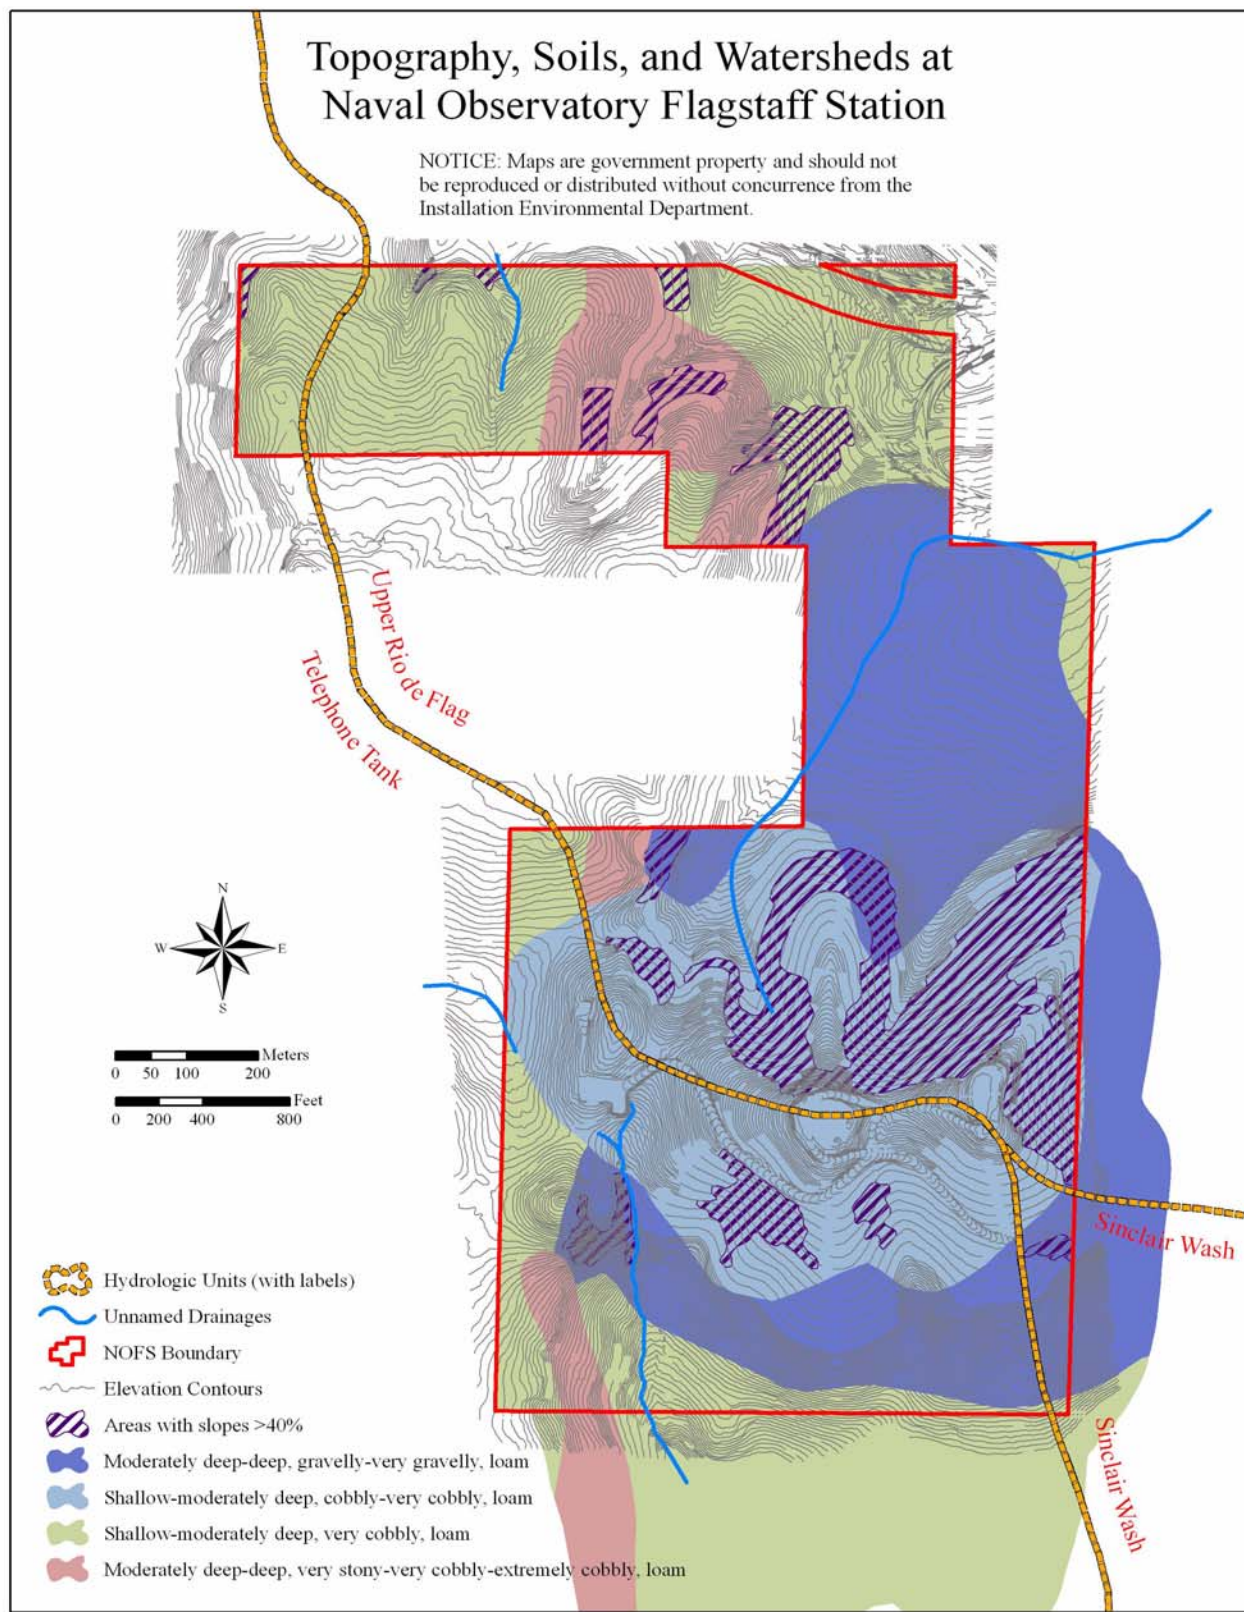 Topography, Soils, and Watersheds at
Naval Observatory Flagstaff Station
NOTICE: Maps are government property and should not
be reproduced or distributed without concurrence from the
Installation Environmental Department.
Upper Rio de Flag
Telephone Tank
N
W
E
S
Meters
0 50 100 200
Feet
0 200 400 800
Sinclair Wash
Sinclair Wash
Hydrologic Units (with labels)
Unnamed Drainages
NOFS Boundary
Elevation Contours
Areas with slopes >40%
Moderately deep-deep, gravelly-very gravelly, loam
Shallow-moderately deep, cobbly-very cobbly, loam
Shallow-moderately deep, very cobbly, loam
Moderately deep-deep, very stony-very cobbly-extremely cobbly, loam